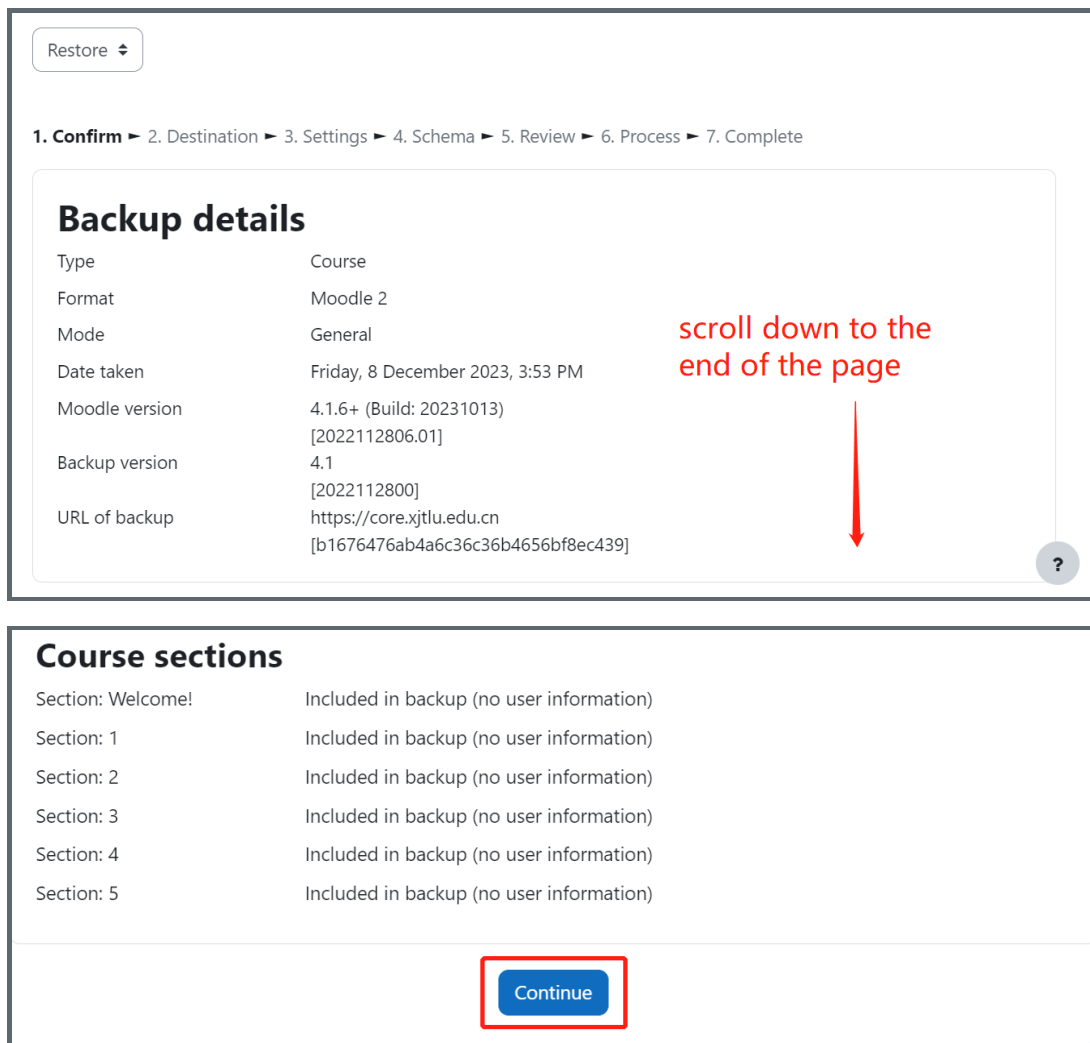 Restore
1. Confirm ► 2. Destination ► 3. Settings ► 4. Schema ► 5. Review ► 6. Process ► 7. Complete
Backup details
Type Course
Format Moodle 2
Mode General
Date taken Friday, 8 December 2023, 3:53 PM
Moodle version 4.1.6+ (Build: 20231013)
[2022112806.01]
Backup version 4.1
[2022112800]
URL of backup https://core.xjtlu.edu.cn
[b1676476ab4a6c36c36b4656bf8ec439]
scroll down to the
end of the page
?
Course sections
Section: Welcome! Included in backup (no user information)
Section: 1 Included in backup (no user information)
Section: 2 Included in backup (no user information)
Section: 3 Included in backup (no user information)
Section: 4 Included in backup (no user information)
Section: 5 Included in backup (no user information)
Continue